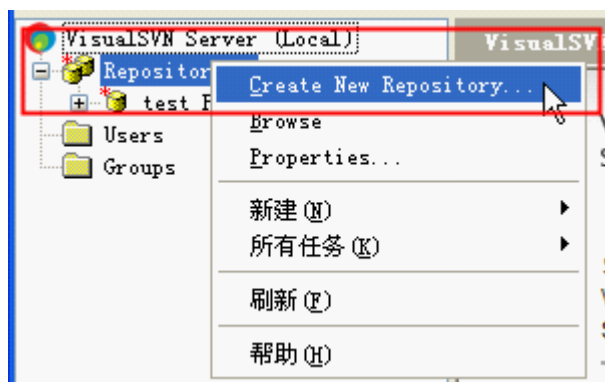 VisualSVN Server (Local)
VisualSV
Repositor
Create New Repository...
test
Browse
Users
Properties...
Groups
新建(N)
所有任务(K)
刷新(F)
帮助(H)